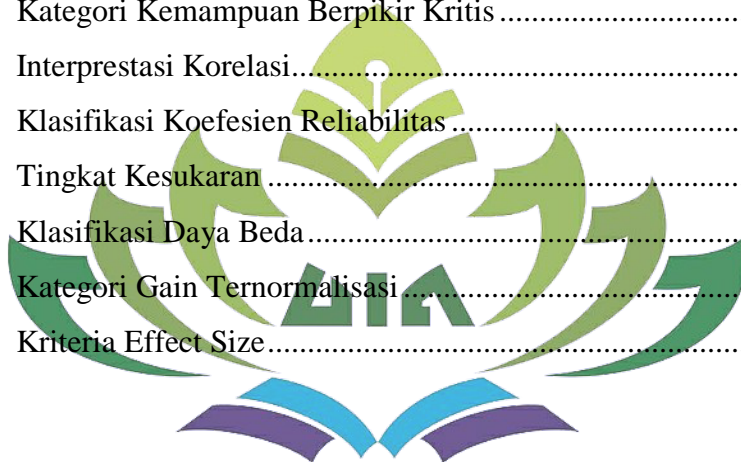 Kategori Kemampuan Berpikir Kritis ..............................
Interprestasi Korelasi.........................................................
Klasifikasi Koefesien Reliabilitas ....................................
Tingkat Kesukaran ............................................................
Klasifikasi Daya Beda.......................................................
Kategori Gain Ternormalisasi ...........................................
Kriteria Effect Size............................................................